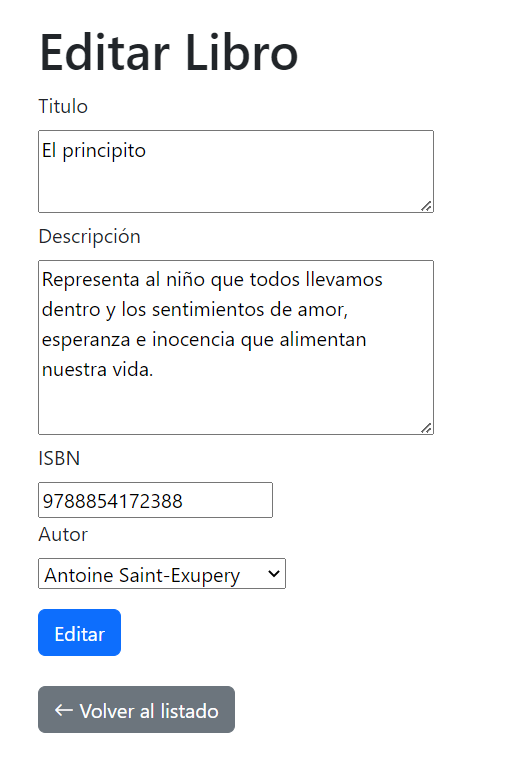 Editar Libro
Titulo
El principito
Descripción
Representa al niño que todos llevamos
dentro y los sentimientos de amor,
esperanza e inocencia que alimentan
nuestra vida.
ISBN
9788854172388
Autor
Antoine Saint-Exupery
Editar
← Volver al listado